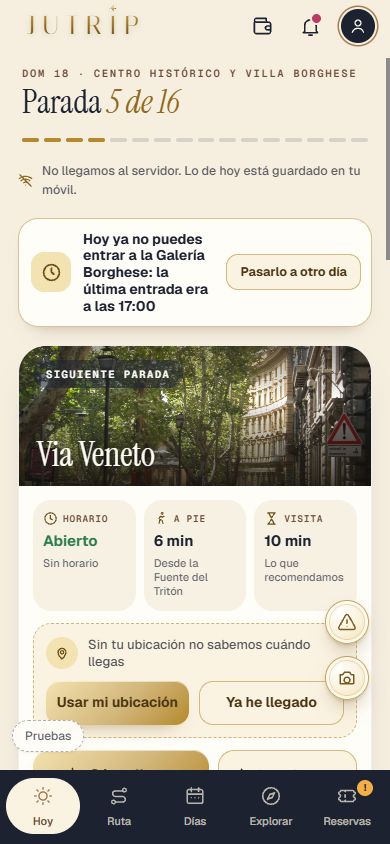 JUTRIP
DOM 18 · CENTRO HISTÓRICO Y VILLA BORGHESE
Parada 5 de 16
No llegamos al servidor. Lo de hoy está guardado en tu
móvil.
Hoy ya no puedes
entrar a la Galería
Borghese: la
última entrada era
a las 17:00
Pasarlo a otro día
SIGUIENTE PARADA
Via Veneto
HORARIO
Abierto
Sin horario
A PIE
6 min
Desde la
Fuente del
Tritón
VISITA
10 min
Lo que
recomendamos
Sin tu ubicación no sabemos cuándo
llegas
Usar mi ubicación
Ya he llegado
Pruebas
Hoy
Ruta
Días
Explorar
!
Reservas